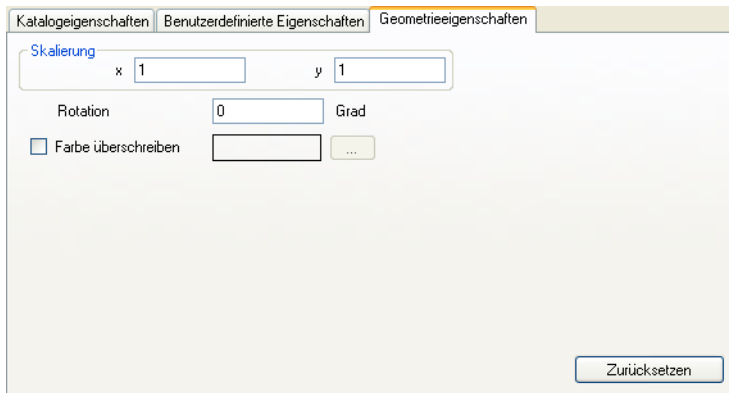 Katalogeigenschaften Benutzerdefinierte Eigenschaften Geometrieeigenschaften
Skalierung
x 1 y 1
Rotation 0 Grad
Farbe überschreiben ...
Zurücksetzen